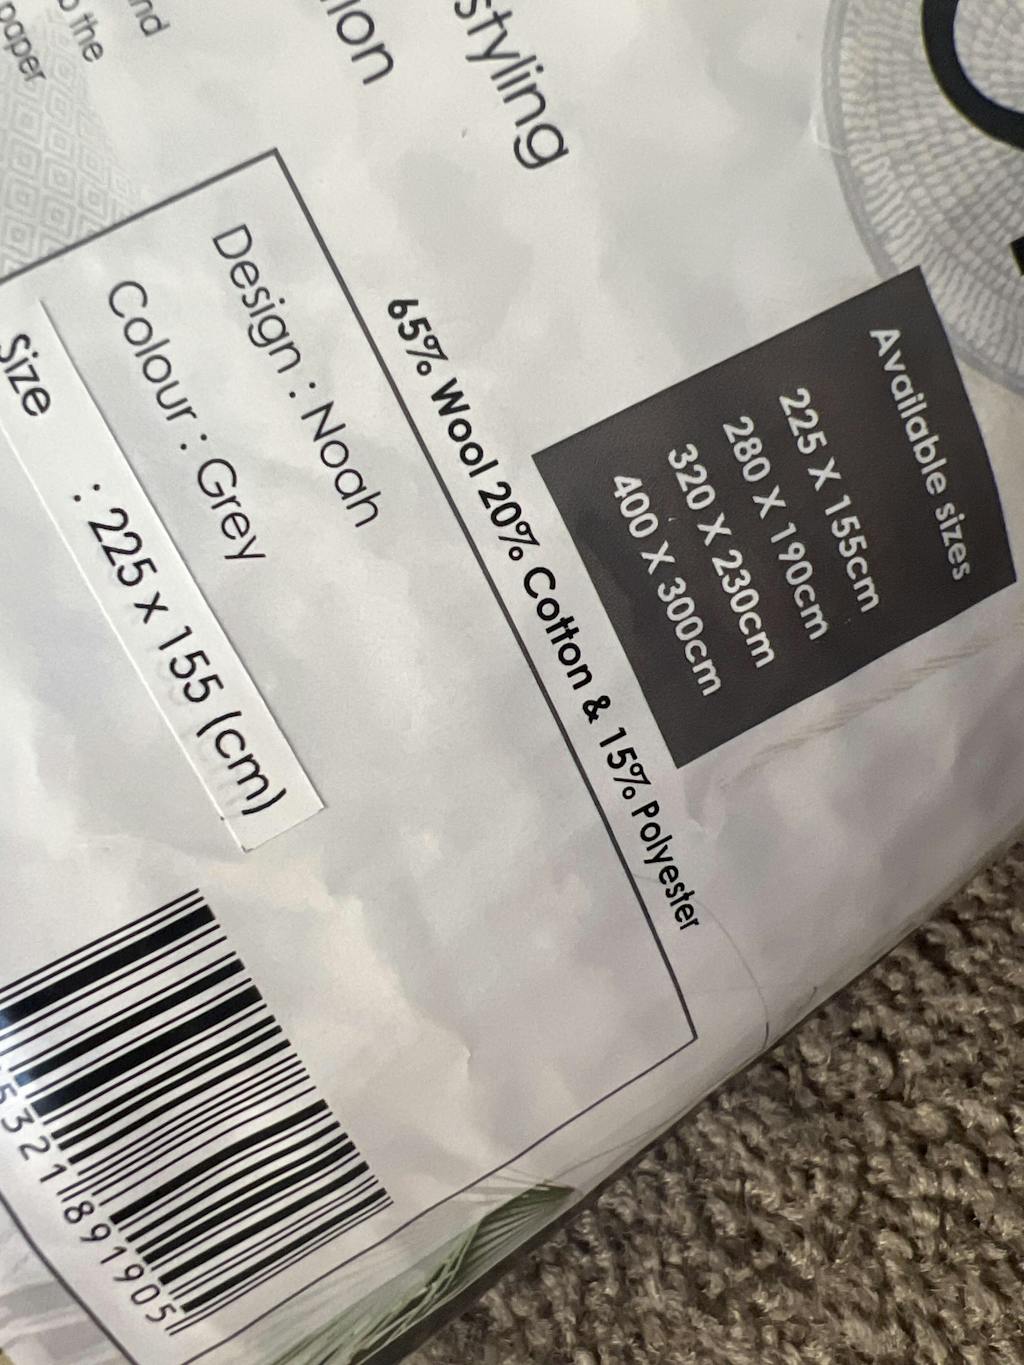 nd
the
paper
ion
styling
Available sizes
225 X 155cm
280 X 190cm
320 X 230cm
400 X 300cm
65% Wool 20% Cotton & 15% Polyester
Design : Noah
Colour : Grey
Size : 225 x 155 (cm)
5321891905